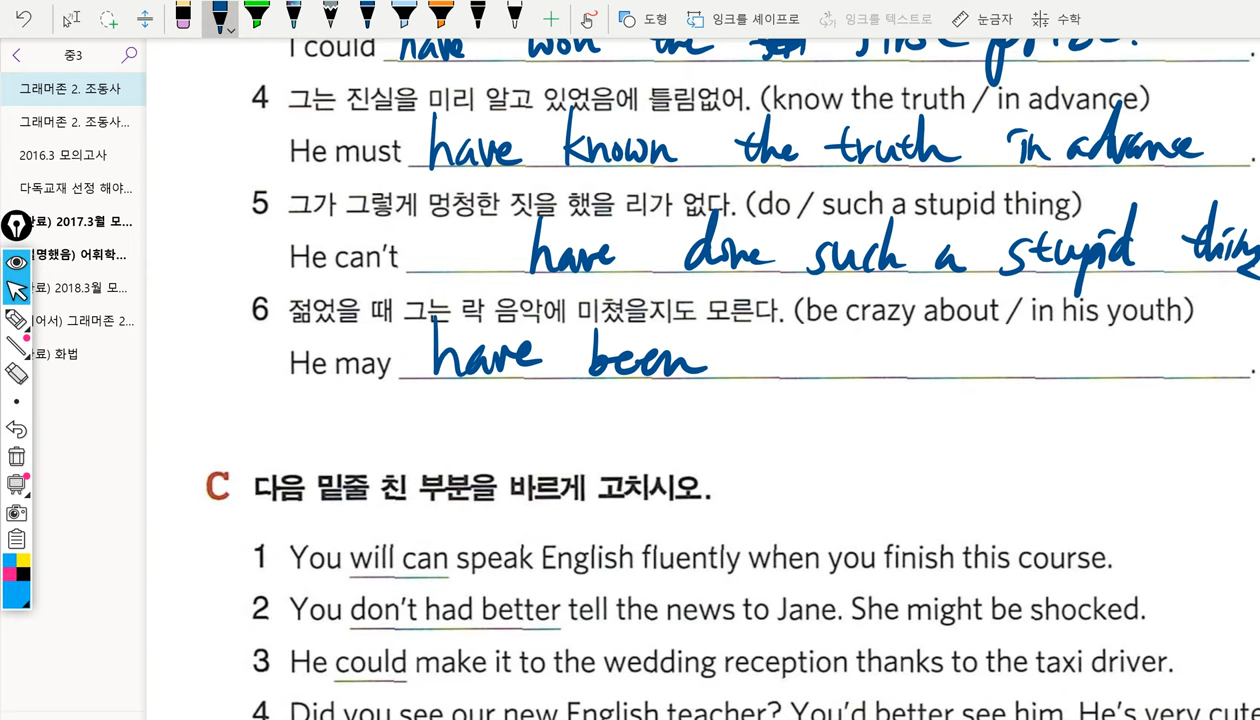 도형
잉크를 셰이프로
잉크를 텍스트로
눈금자
수학
중3
그래머존 2. 조동사
그래머존 2. 조동사...
2016.3 모의고사
다독교재 선정 해야...
료) 2017.3월 모...
명했음) 어휘학...
료) 2018.3월 모...
어서) 그래머존 2...
료) 화법
I could have won the first prize.
4 그는 진실을 미리 알고 있었음에 틀림없어. (know the truth / in advance)
He must have known the truth in advance.
5 그가 그렇게 멍청한 짓을 했을 리가 없다. (do / such a stupid thing)
He can't have done such a stupid thing
6 젊었을 때 그는 락 음악에 미쳤을지도 모른다. (be crazy about / in his youth)
He may have been .
C 다음 밑줄 친 부분을 바르게 고치시오.
1 You will can speak English fluently when you finish this course.
2 You don't had better tell the news to Jane. She might be shocked.
3 He could make it to the wedding reception thanks to the taxi driver.
4 Did you see our new English teacher? You'd better see him. He's very cute